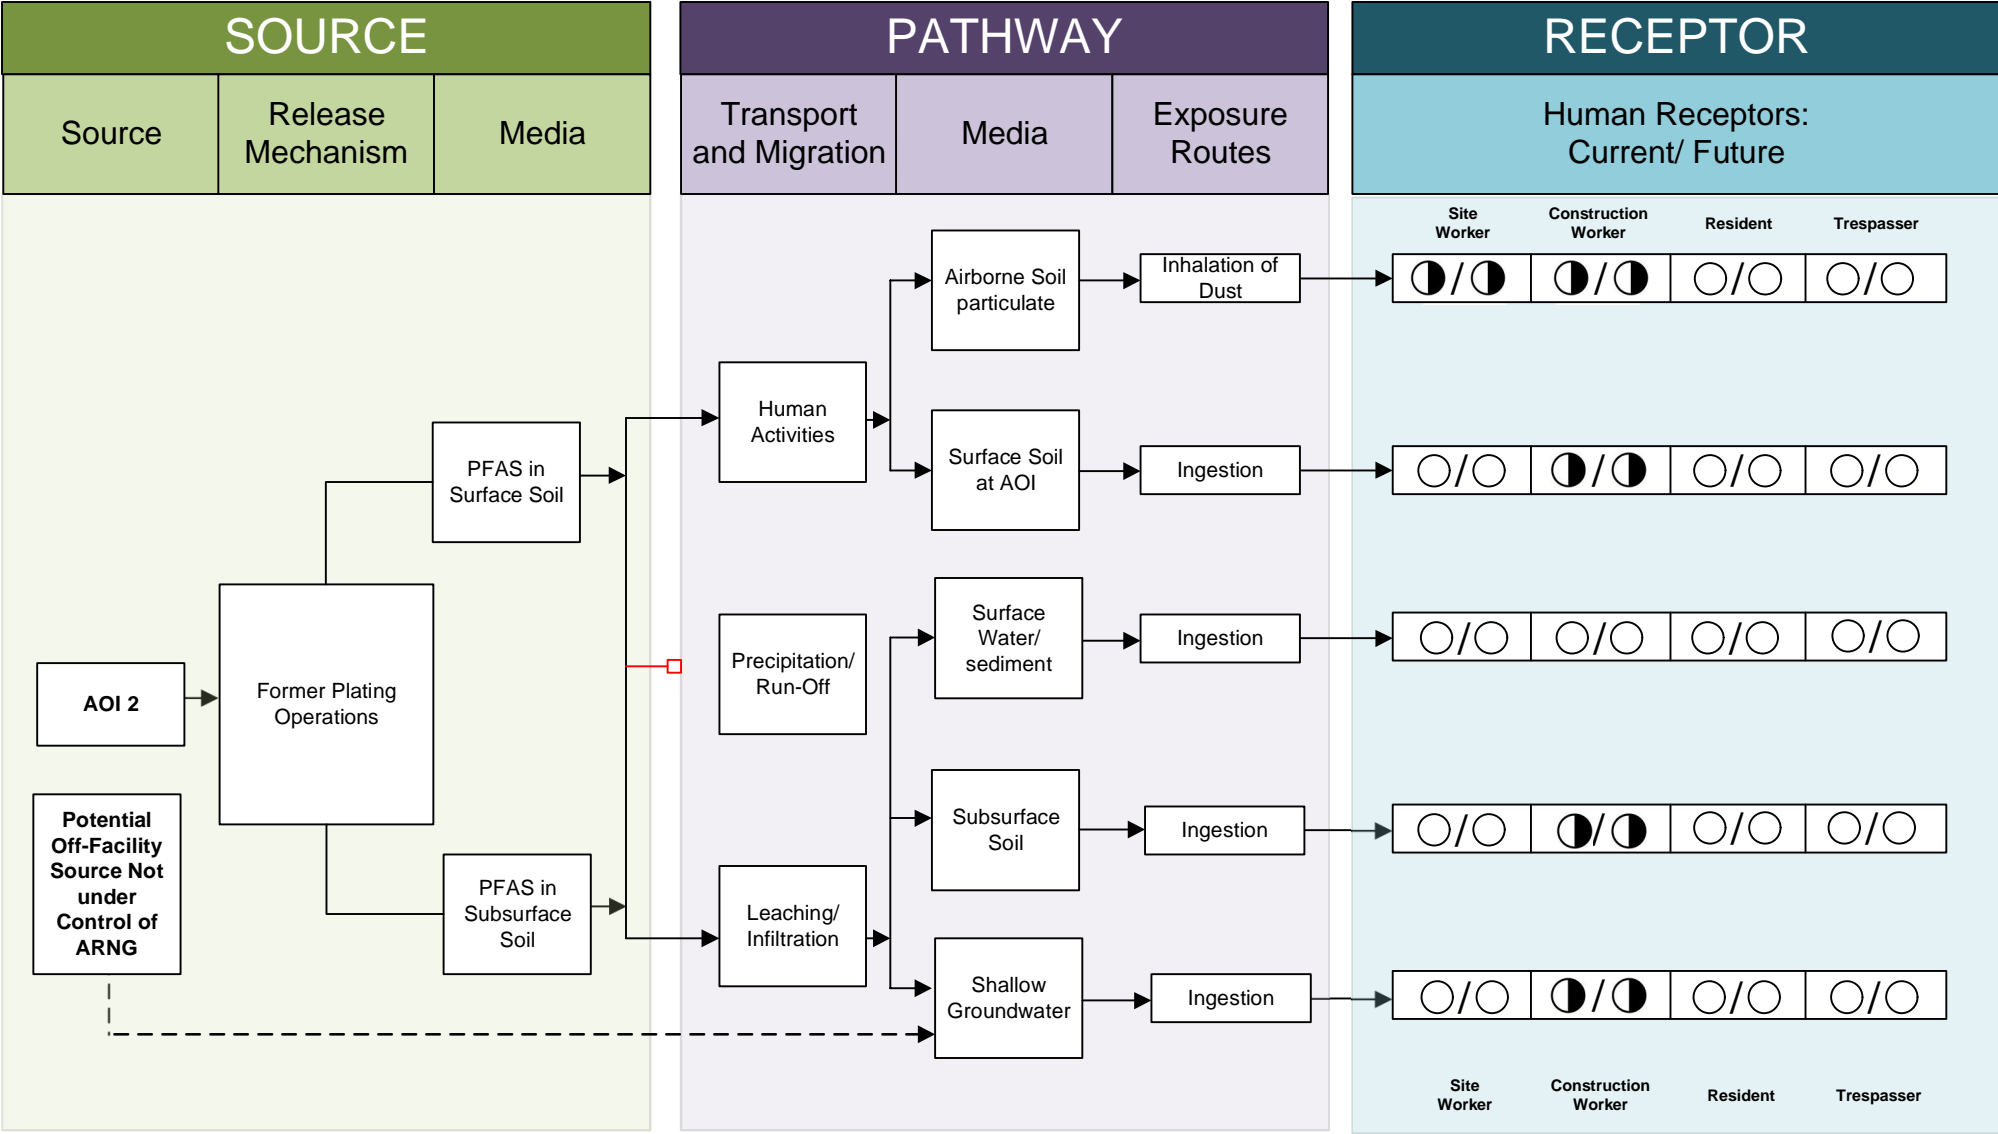 SOURCE
PATHWAY
RECEPTOR
Source
Release
Mechanism
Media
Transport
and Migration
Media
Exposure
Routes
Human Receptors:
Current/ Future
AOI 2
Potential
Off-Facility
Source Not
under
Control of
ARNG
Former Plating
Operations
PFAS in
Surface Soil
PFAS in
Subsurface
Soil
Human
Activities
Precipitation/
Run-Off
Leaching/
Infiltration
Airborne Soil
particulate
Surface Soil
at AOI
Surface
Water/
sediment
Subsurface
Soil
Shallow
Groundwater
Inhalation of
Dust
Ingestion
Ingestion
Ingestion
Ingestion
Site
Worker
Construction
Worker
Resident
Trespasser
/ / / /
/ / / /
/ / / /
/ / / /
/ / / /
Site
Worker
Construction
Worker
Resident
Trespasser